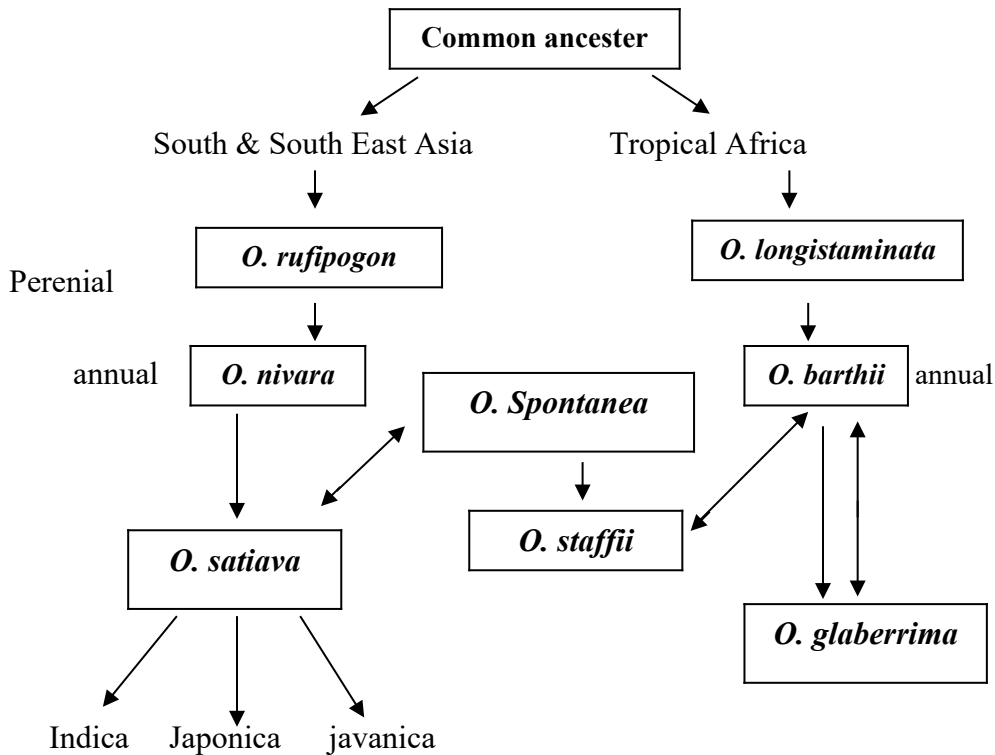 Common ancester
South & South East Asia
Tropical Africa
O. rufipogon
O. longistaminata
Perenial
annual
O. nivara
O. Spontanea
O. barthii
annual
O. satiava
O. staffii
O. glaberrima
Indica
Japonica
javanica